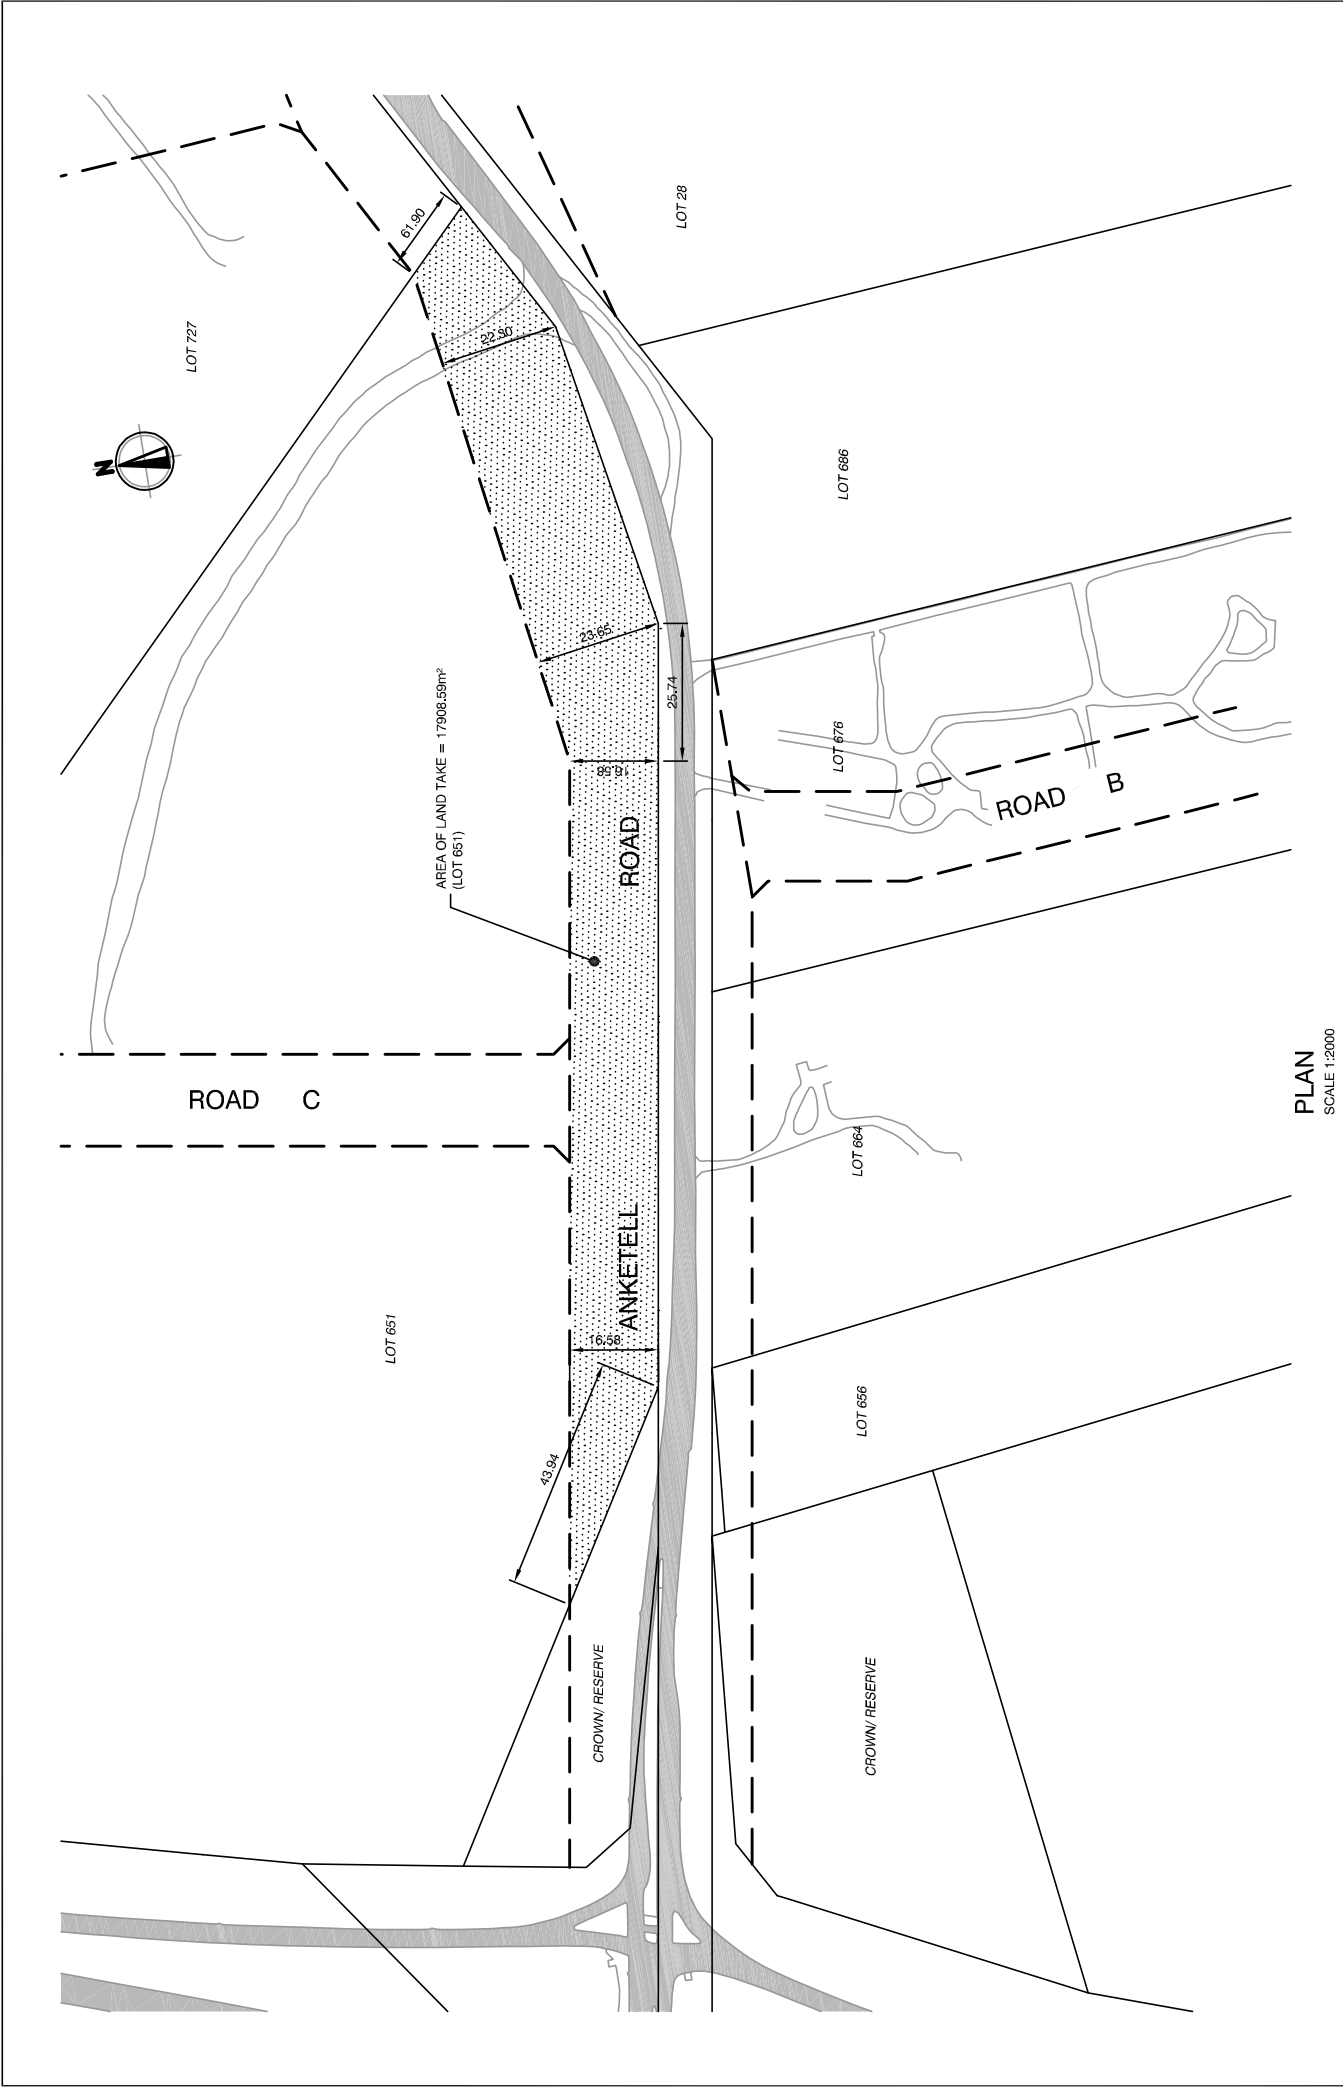 LOT 28
61.90
LOT 727
22.30
N
LOT 686
23.65
25.74
AREA OF LAND TAKE = 17908.59m²
(LOT 651)
LOT 676
16.58
ROAD B
ROAD
ROAD C
LOT 664
ANKETELL
16.58
LOT 651
LOT 656
43.94
CROWN/ RESERVE
CROWN/ RESERVE
PLAN
SCALE 1:2000